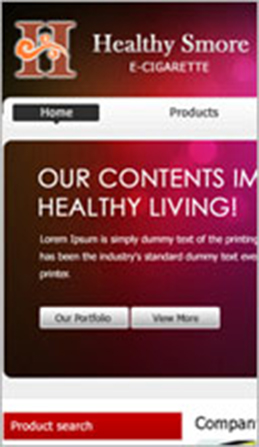 H
Healthy Smore
E-CIGARETTE
Home Products
OUR CONTENTS IM
HEALTHY LIVING!
Lorem Ipsum is simply dummy text of the printing
has been the industry's standard dummy text eve
printer.
Our Portfolio View More
Product search Compan